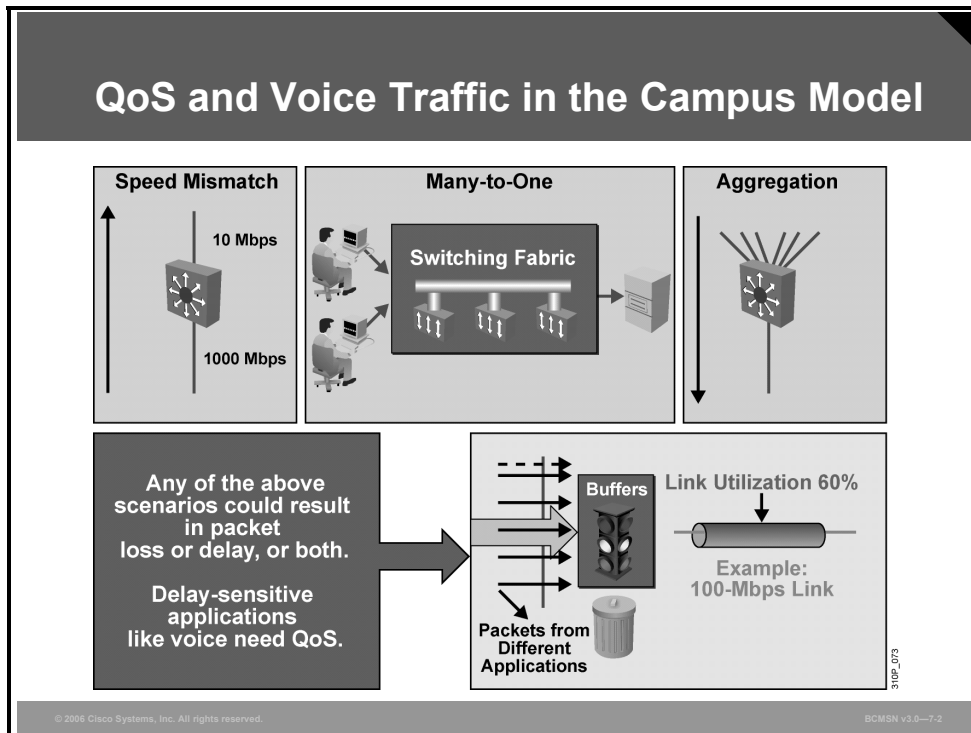 QoS and Voice Traffic in the Campus Model
Speed Mismatch
10 Mbps
1000 Mbps
Many-to-One
Switching Fabric
Aggregation
Any of the above
scenarios could result
in packet
loss or delay, or both.
Delay-sensitive
applications
like voice need QoS.
Buffers
Link Utilization 60%
Example:
100-Mbps Link
Packets from
Different
Applications
310P_073
© 2006 Cisco Systems, Inc. All rights reserved.
BCMSN v3.0—7-2